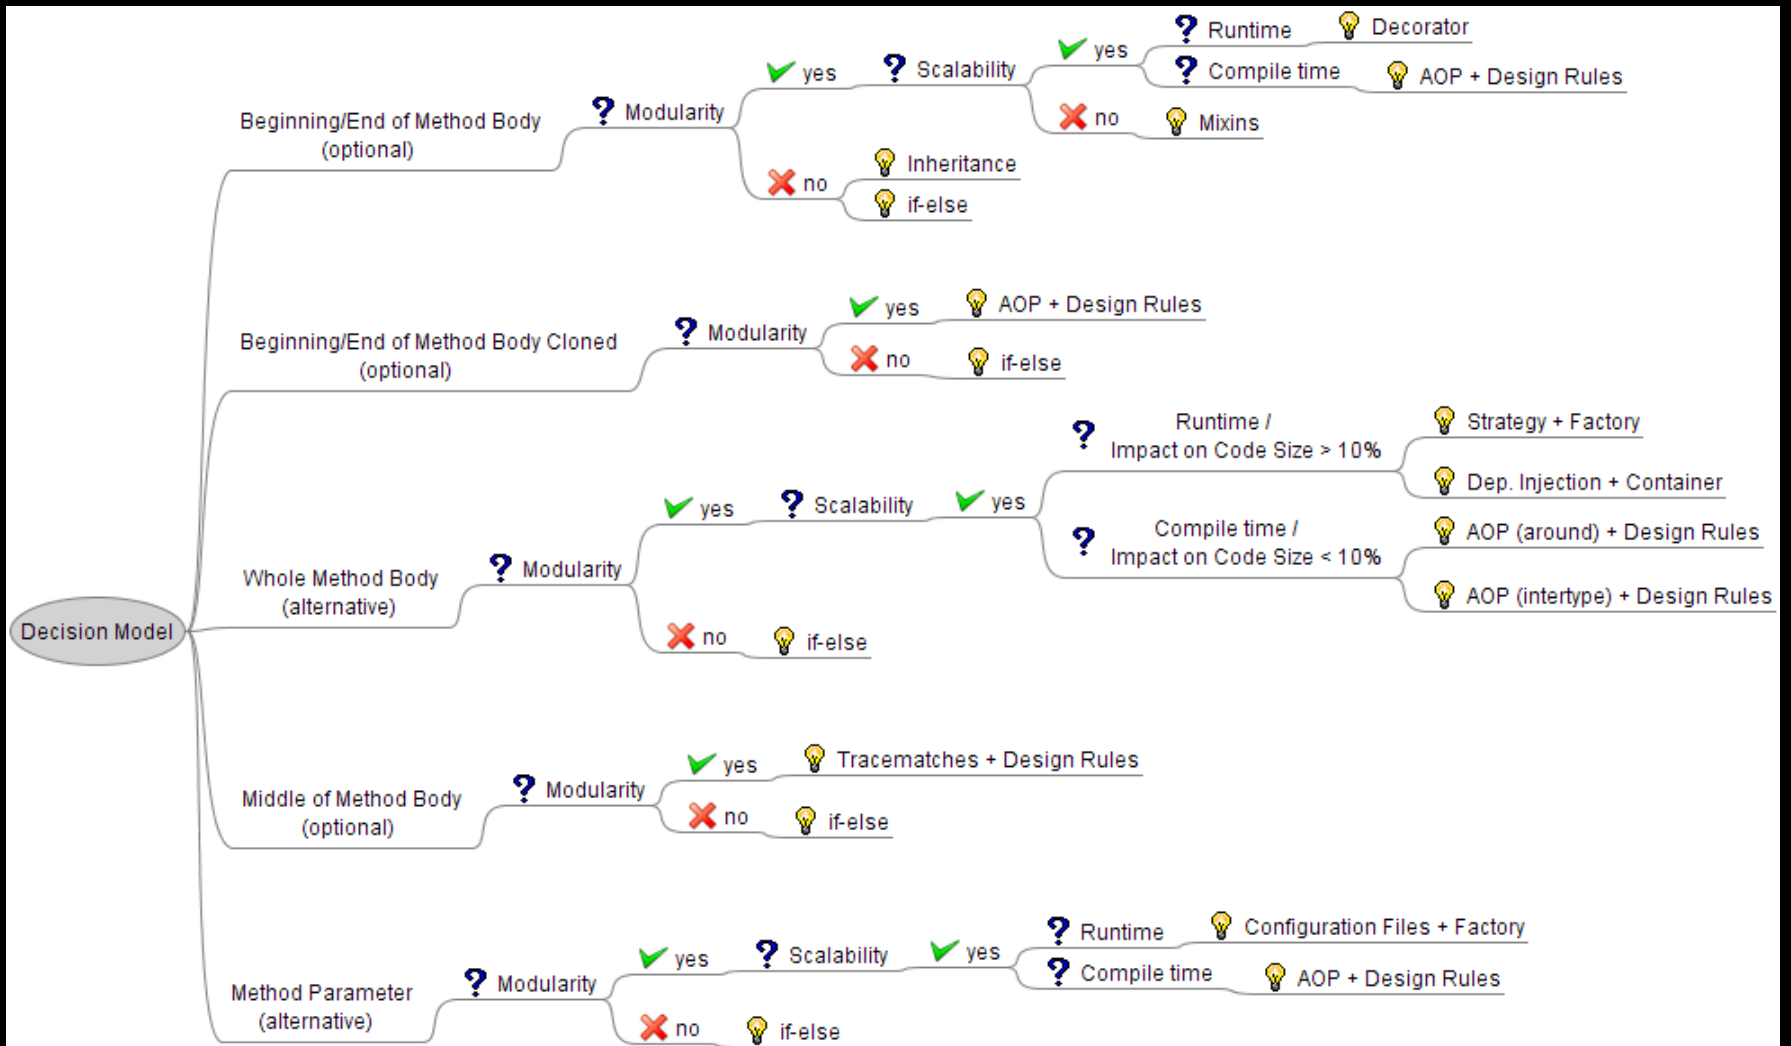 Decision Model
Beginning/End of Method Body
(optional)
Modularity
yes
Scalability
yes
Runtime
Decorator
Compile time
AOP + Design Rules
no
Mixins
no
Inheritance
if-else
Beginning/End of Method Body Cloned
(optional)
Modularity
yes
AOP + Design Rules
no
if-else
Whole Method Body
(alternative)
Modularity
yes
Scalability
yes
Runtime /
Impact on Code Size > 10%
Strategy + Factory
Dep. Injection + Container
Compile time /
Impact on Code Size < 10%
AOP (around) + Design Rules
AOP (intertype) + Design Rules
no
if-else
Middle of Method Body
(optional)
Modularity
yes
Tracematches + Design Rules
no
if-else
Method Parameter
(alternative)
Modularity
yes
Scalability
yes
Runtime
Configuration Files + Factory
Compile time
AOP + Design Rules
no
if-else